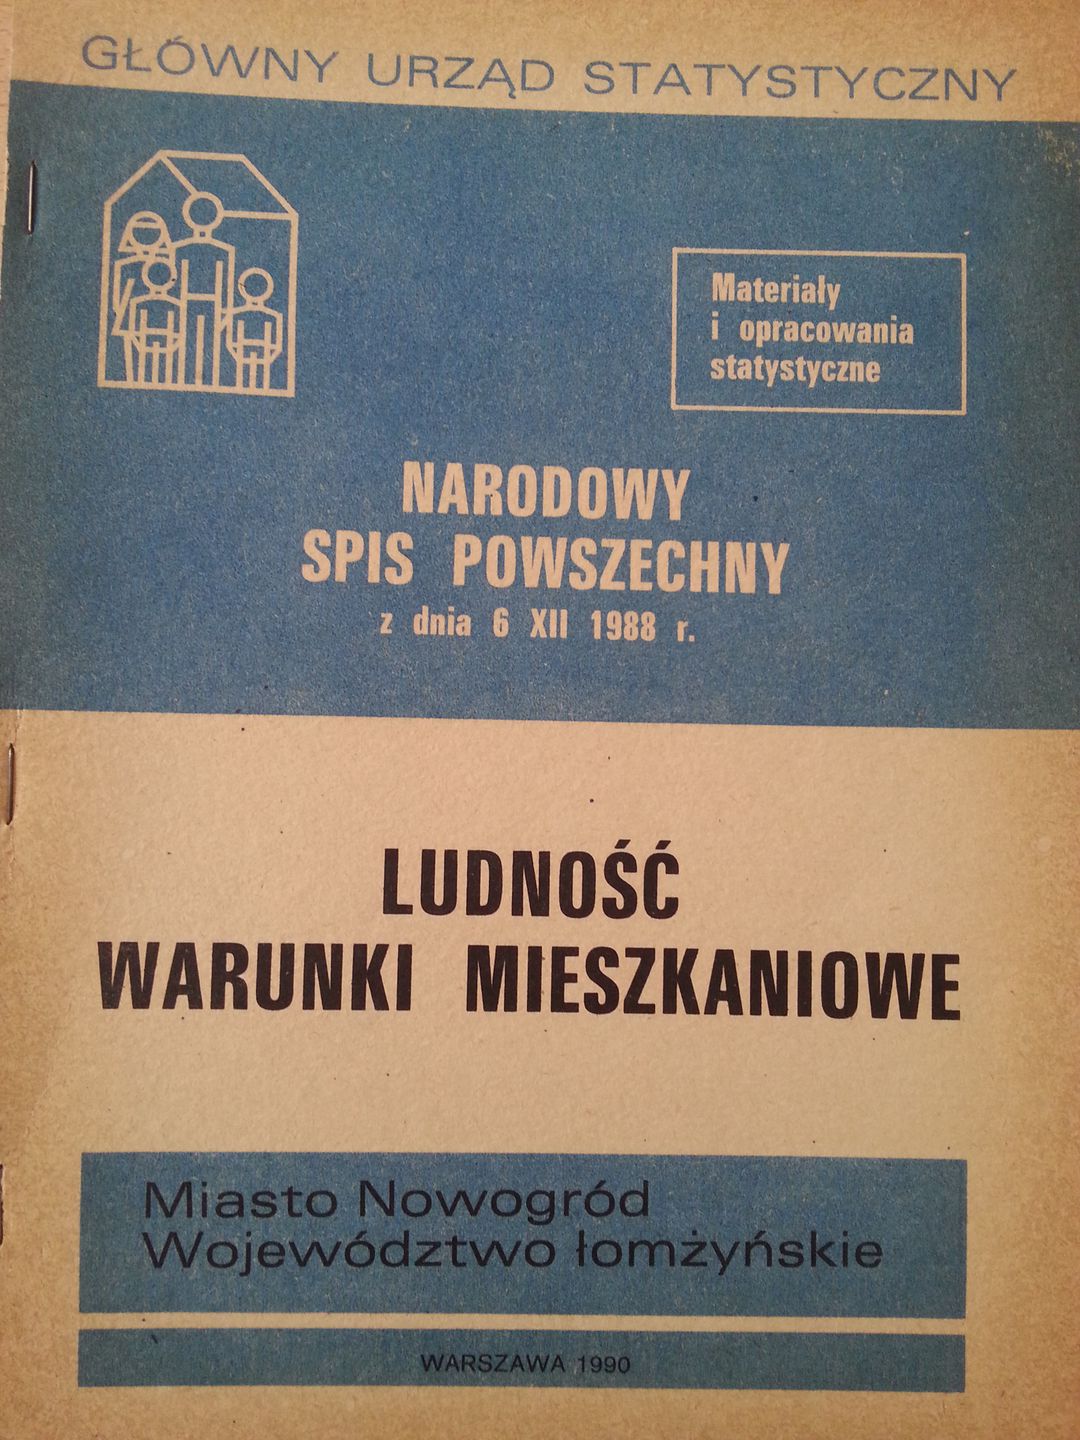 GŁÓWNY URZĄD STATYSTYCZNY
Materiały
i opracowania
statystyczne
NARODOWY
SPIS POWSZECHNY
z dnia 6 XII 1988 r.
LUDNOŚĆ
WARUNKI MIESZKANIOWE
Miasto Nowogród
Województwo łomżyńskie
WARSZAWA 1990